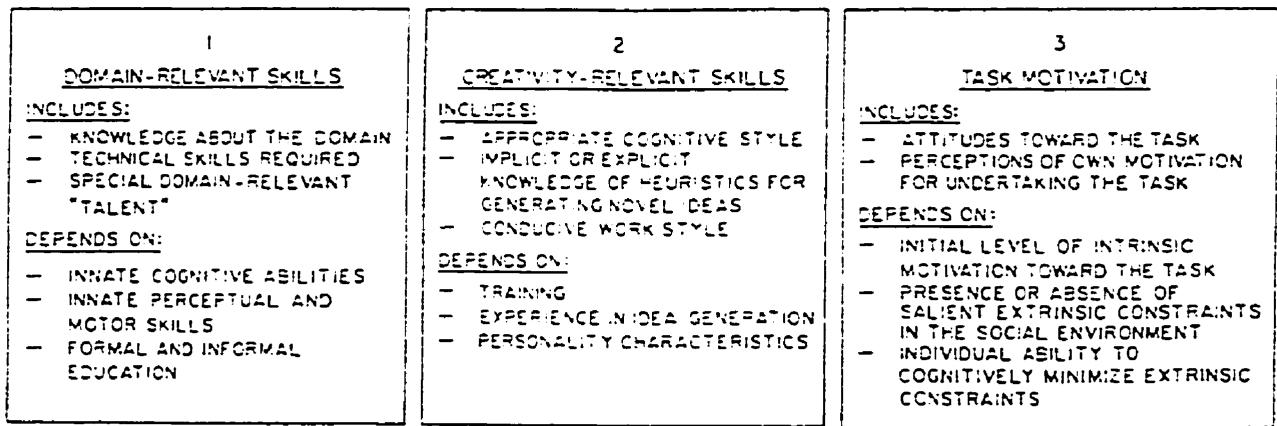 1
DOMAIN-RELEVANT SKILLS
INCLUDES:
— KNOWLEDGE ABOUT THE DOMAIN
— TECHNICAL SKILLS REQUIRED
— SPECIAL DOMAIN-RELEVANT
"TALENT"
DEPENDS ON:
— INNATE COGNITIVE ABILITIES
— INNATE PERCEPTUAL AND
MOTOR SKILLS
— FORMAL AND INFORMAL
EDUCATION
2
CREATIVITY-RELEVANT SKILLS
INCLUDES:
— APPROPRIATE COGNITIVE STYLE
— IMPLICIT OR EXPLICIT
KNOWLEDGE OF HEURISTICS FOR
GENERATING NOVEL IDEAS
— CONDUCIVE WORK STYLE
DEPENDS ON:
— TRAINING
— EXPERIENCE IN IDEA GENERATION
— PERSONALITY CHARACTERISTICS
3
TASK MOTIVATION
INCLUDES:
— ATTITUDES TOWARD THE TASK
— PERCEPTIONS OF OWN MOTIVATION
FOR UNDERTAKING THE TASK
DEPENDS ON:
— INITIAL LEVEL OF INTRINSIC
MOTIVATION TOWARD THE TASK
— PRESENCE OR ABSENCE OF
SALIENT EXTRINSIC CONSTRAINTS
IN THE SOCIAL ENVIRONMENT
— INDIVIDUAL ABILITY TO
COGNITIVELY MINIMIZE EXTRINSIC
CONSTRAINTS